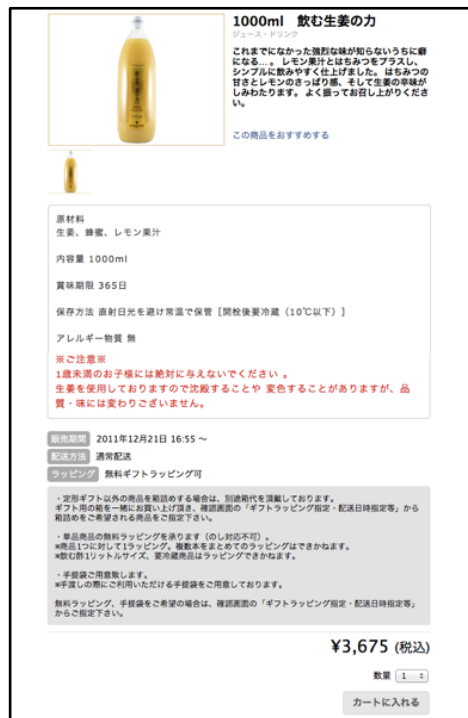 1000ml 飲む生姜の力
ジュース・ドリンク
これまでになかった強烈な味が知らないうちに癖
になる…。 レモン果汁とはちみつをプラスし、
シンプルに飲みやすく仕上げました。 はちみつの
甘さとレモンのさっぱり感、そして生姜の辛味が
しみわたります。 よく振ってお召し上がりくださ
い。
この商品をおすすめする
原材料
生姜、蜂蜜、レモン果汁
内容量 1000ml
賞味期限 365日
保存方法 直射日光を避け常温で保管［開栓後要冷蔵（10℃以下）］
アレルギー物質 無
※ご注意※
1歳未満のお子様には絶対に与えないでください 。
生姜を使用しておりますので沈殿することや 変色することがありますが、品
質・味には変わりございません。
販売期間 2011年12月21日 16:55 〜
配送方法 通常配送
ラッピング 無料ギフトラッピング可
・定形ギフト以外の商品を箱詰めする場合は、別途箱代を頂戴しております。
ギフト用の箱を一緒にお買い上げ頂き、確認画面の「ギフトラッピング指定・配送日時指定等」から
箱詰めをご希望される商品をご指定下さい。
・単品商品の無料ラッピングを承ります（のし対応不可）。
※商品1つに対して1ラッピング。複数本をまとめてのラッピングはできかねます。
※飲む酢1リットルサイズ、要冷蔵商品はラッピングできかねます。
・手提袋ご用意致します。
※手渡しの際にご利用いただける手提袋をご用意しております。
無料ラッピング、手提袋をご希望の場合は、確認画面の「ギフトラッピング指定・配送日時指定等」
からご指定下さい。
¥3,675 (税込)
数量 1
カートに入れる